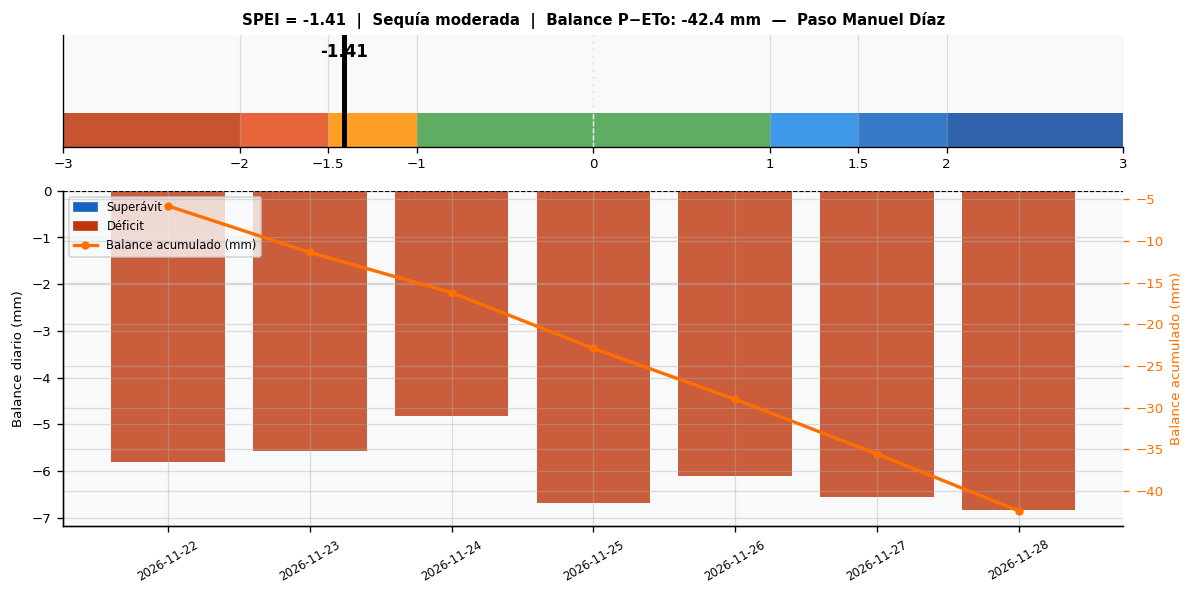 SPEI = -1.41 | Sequía moderada | Balance P−ETo: -42.4 mm — Paso Manuel Díaz
-1.41
−3 −2 −1.5 −1 0 1 1.5 2 3
Superávit
Déficit
Balance acumulado (mm)
Balance diario (mm)
0
−1
−2
−3
−4
−5
−6
−7
−5
−10
−15
−20
−25
−30
−35
−40
Balance acumulado (mm)
2026-11-22 2026-11-23 2026-11-24 2026-11-25 2026-11-26 2026-11-27 2026-11-28